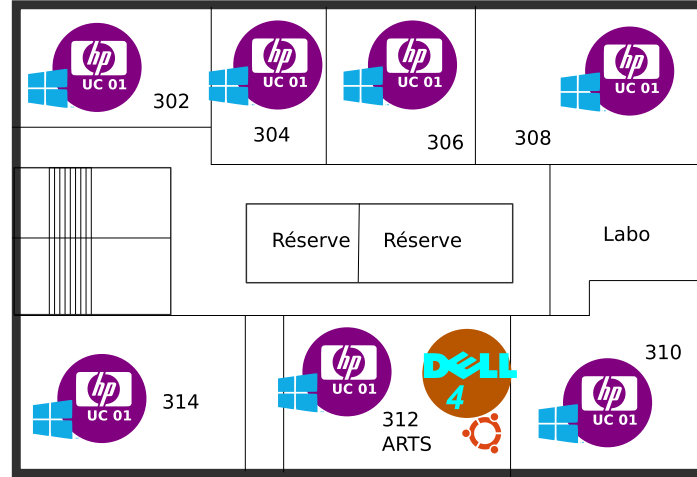 hp
UC 01
302
hp
UC 01
304
hp
UC 01
306
hp
UC 01
308
Réserve
Réserve
Labo
hp
UC 01
314
hp
UC 01
312
ARTS
DELL
4
hp
UC 01
310